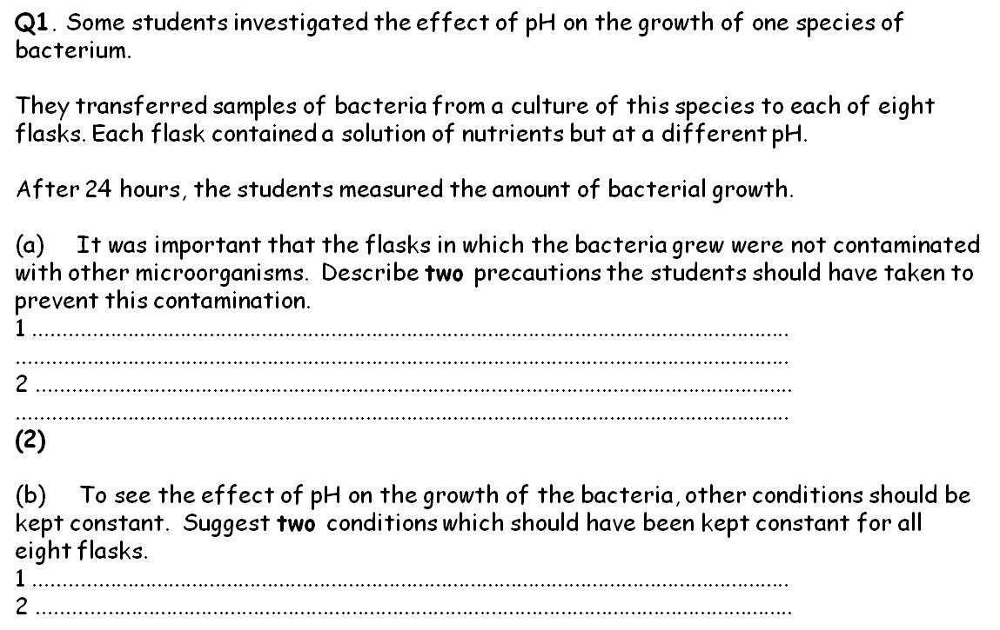 Q1. Some students investigated the effect of pH on the growth of one species of
bacterium.
They transferred samples of bacteria from a culture of this species to each of eight
flasks. Each flask contained a solution of nutrients but at a different pH.
After 24 hours, the students measured the amount of bacterial growth.
(a) It was important that the flasks in which the bacteria grew were not contaminated
with other microorganisms. Describe two precautions the students should have taken to
prevent this contamination.
1 ........................................................................................................................
........................................................................................................................
2 ........................................................................................................................
........................................................................................................................
(2)
(b) To see the effect of pH on the growth of the bacteria, other conditions should be
kept constant. Suggest two conditions which should have been kept constant for all
eight flasks.
1 ........................................................................................................................
2 ........................................................................................................................